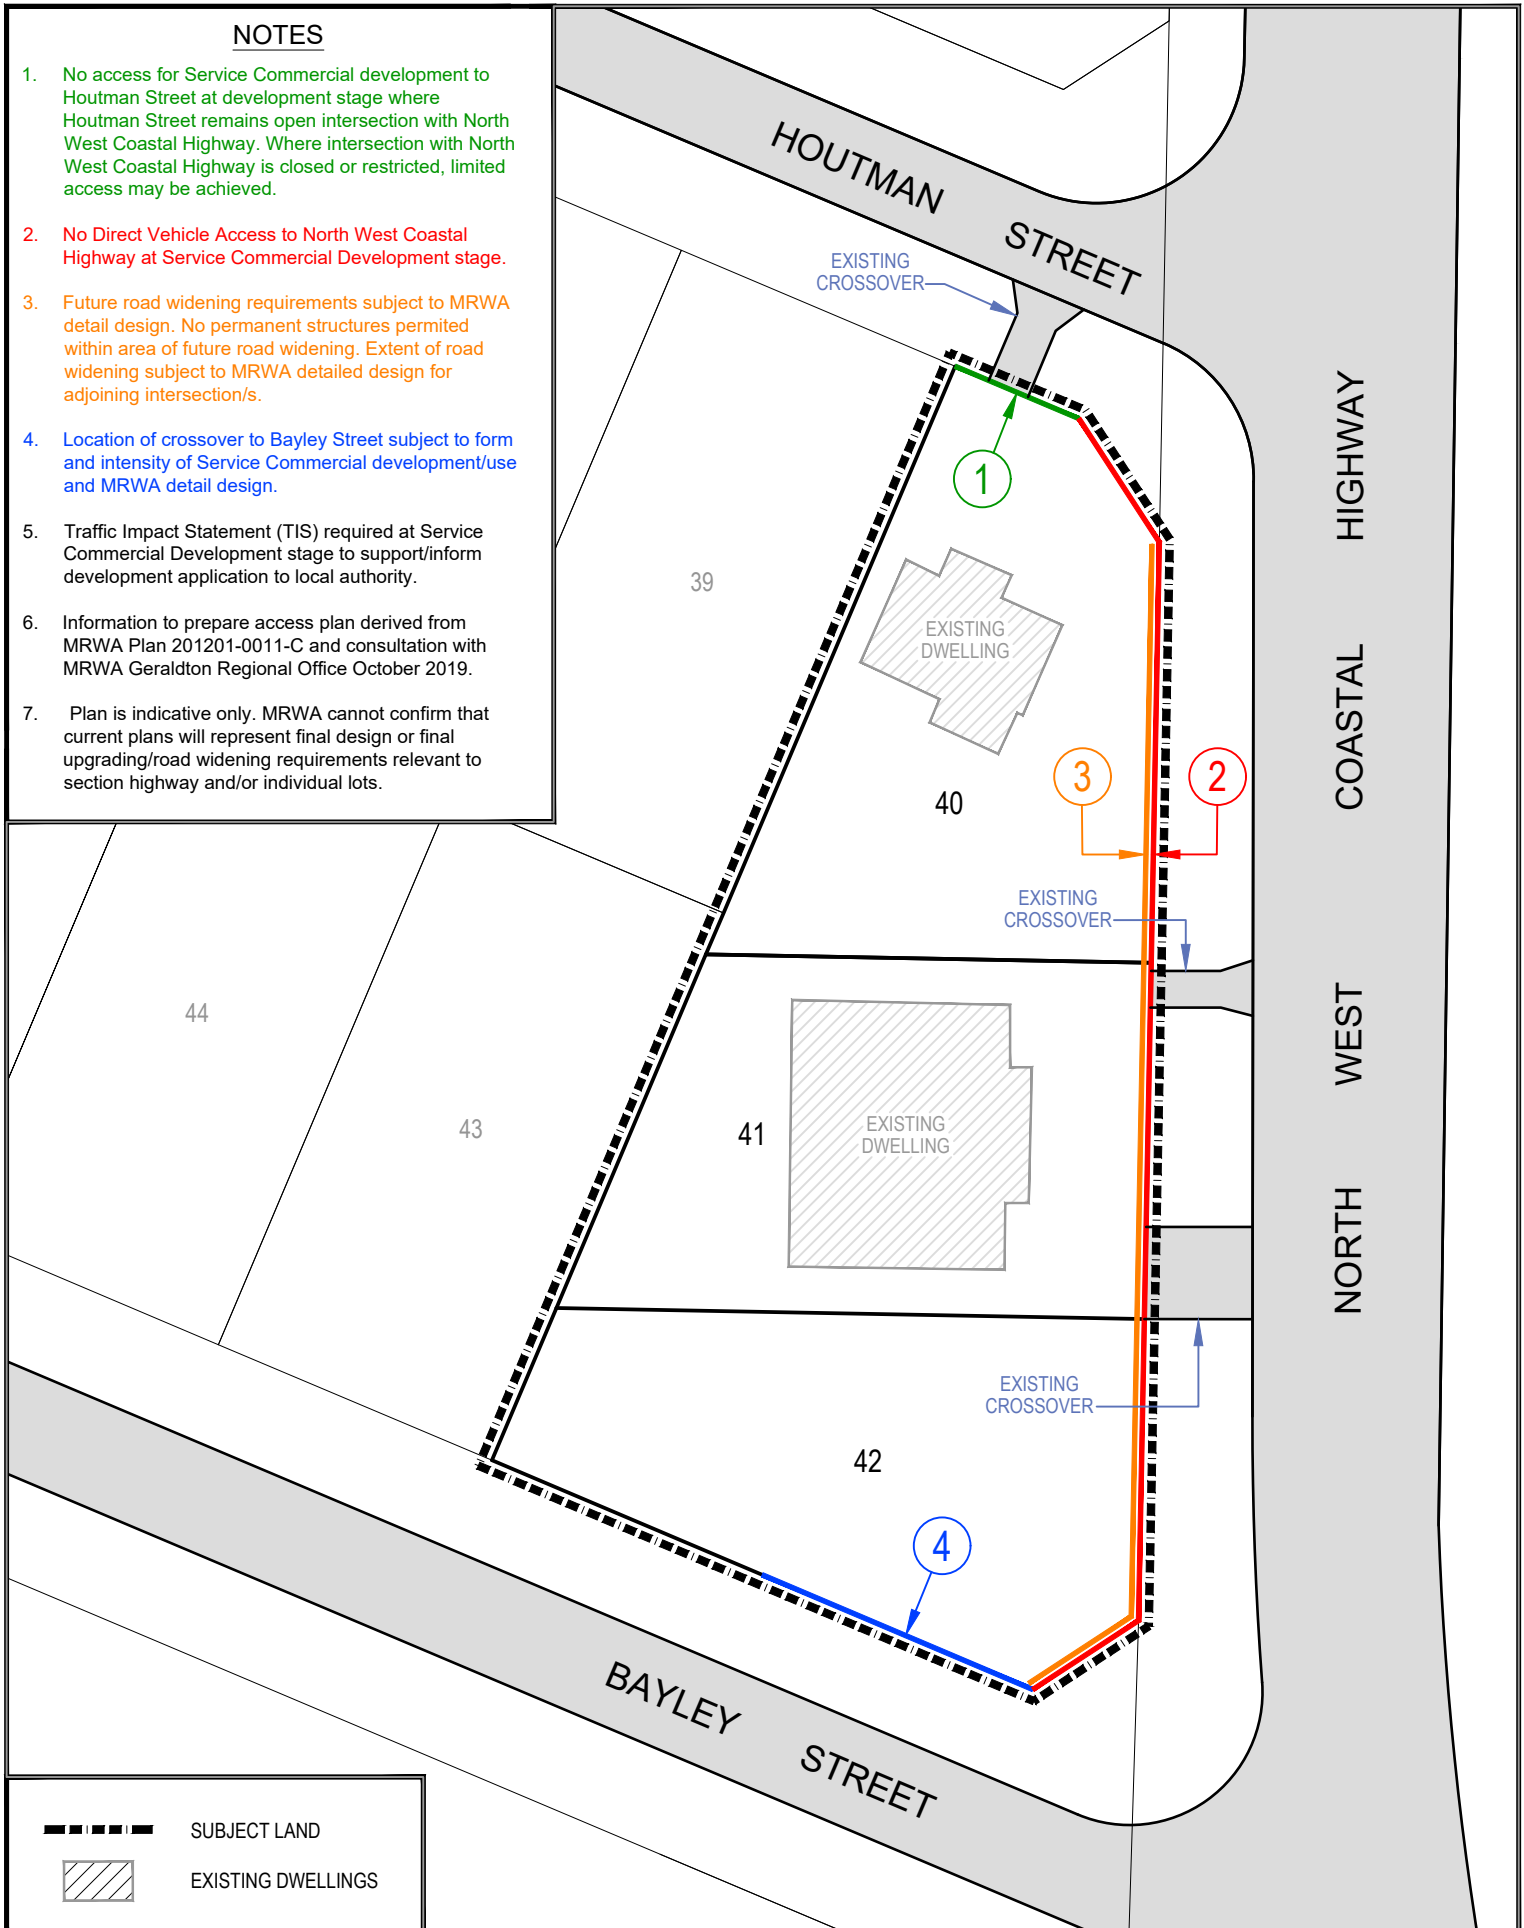 NOTES
1. No access for Service Commercial development to
Houtman Street at development stage where
Houtman Street remains open intersection with North
West Coastal Highway. Where intersection with North
West Coastal Highway is closed or restricted, limited
access may be achieved.
2. No Direct Vehicle Access to North West Coastal
Highway at Service Commercial Development stage.
3. Future road widening requirements subject to MRWA
detail design. No permanent structures permited
within area of future road widening. Extent of road
widening subject to MRWA detailed design for
adjoining intersection/s.
4. Location of crossover to Bayley Street subject to form
and intensity of Service Commercial development/use
and MRWA detail design.
5. Traffic Impact Statement (TIS) required at Service
Commercial Development stage to support/inform
development application to local authority.
6. Information to prepare access plan derived from
MRWA Plan 201201-0011-C and consultation with
MRWA Geraldton Regional Office October 2019.
7. Plan is indicative only. MRWA cannot confirm that
current plans will represent final design or final
upgrading/road widening requirements relevant to
section highway and/or individual lots.
HOUTMAN STREET
EXISTING
CROSSOVER
1
39
EXISTING
DWELLING
40
3
2
EXISTING
CROSSOVER
44
43
41
EXISTING
DWELLING
EXISTING
CROSSOVER
42
4
NORTH WEST COASTAL HIGHWAY
BAYLEY STREET
SUBJECT LAND
EXISTING DWELLINGS